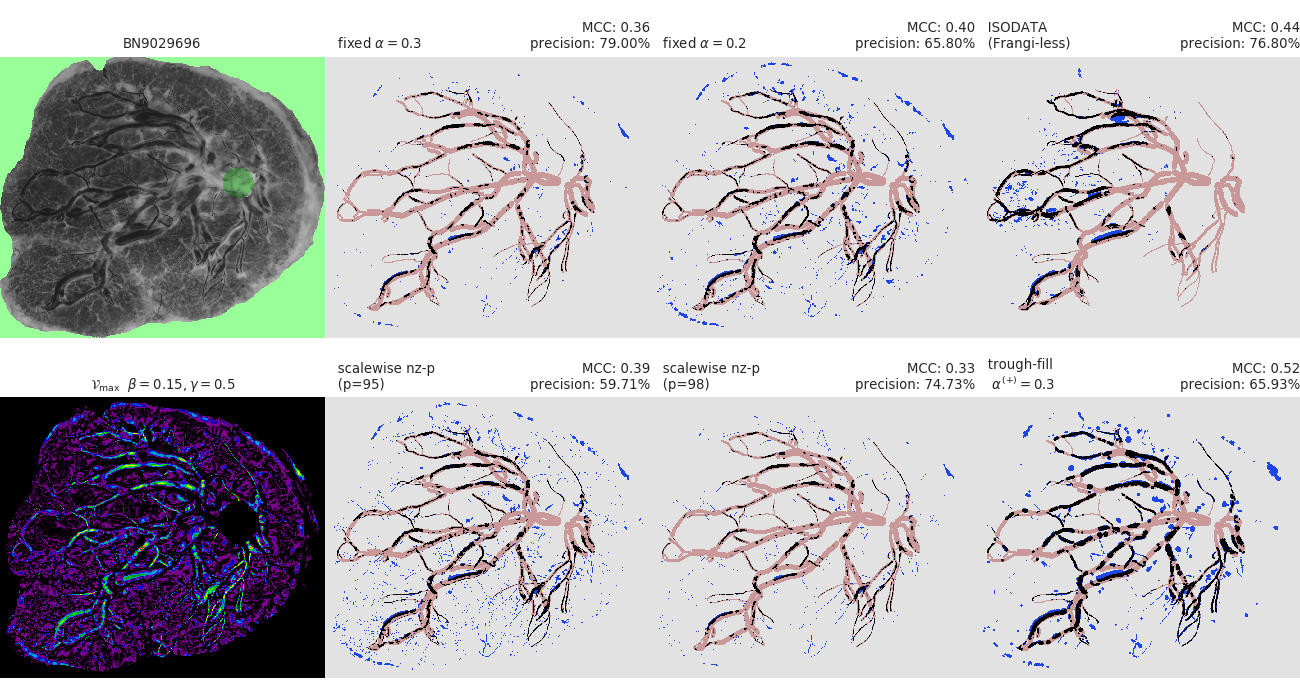 BN9029696
fixed α = 0.3
MCC: 0.36
precision: 79.00%
fixed α = 0.2
MCC: 0.40
precision: 65.80%
ISODATA
(Frangi-less)
MCC: 0.44
precision: 76.80%
𝒱max β = 0.15, γ = 0.5
scalewise nz-p
(p=95)
MCC: 0.39
precision: 59.71%
scalewise nz-p
(p=98)
MCC: 0.33
precision: 74.73%
trough-fill
α(+) = 0.3
MCC: 0.52
precision: 65.93%